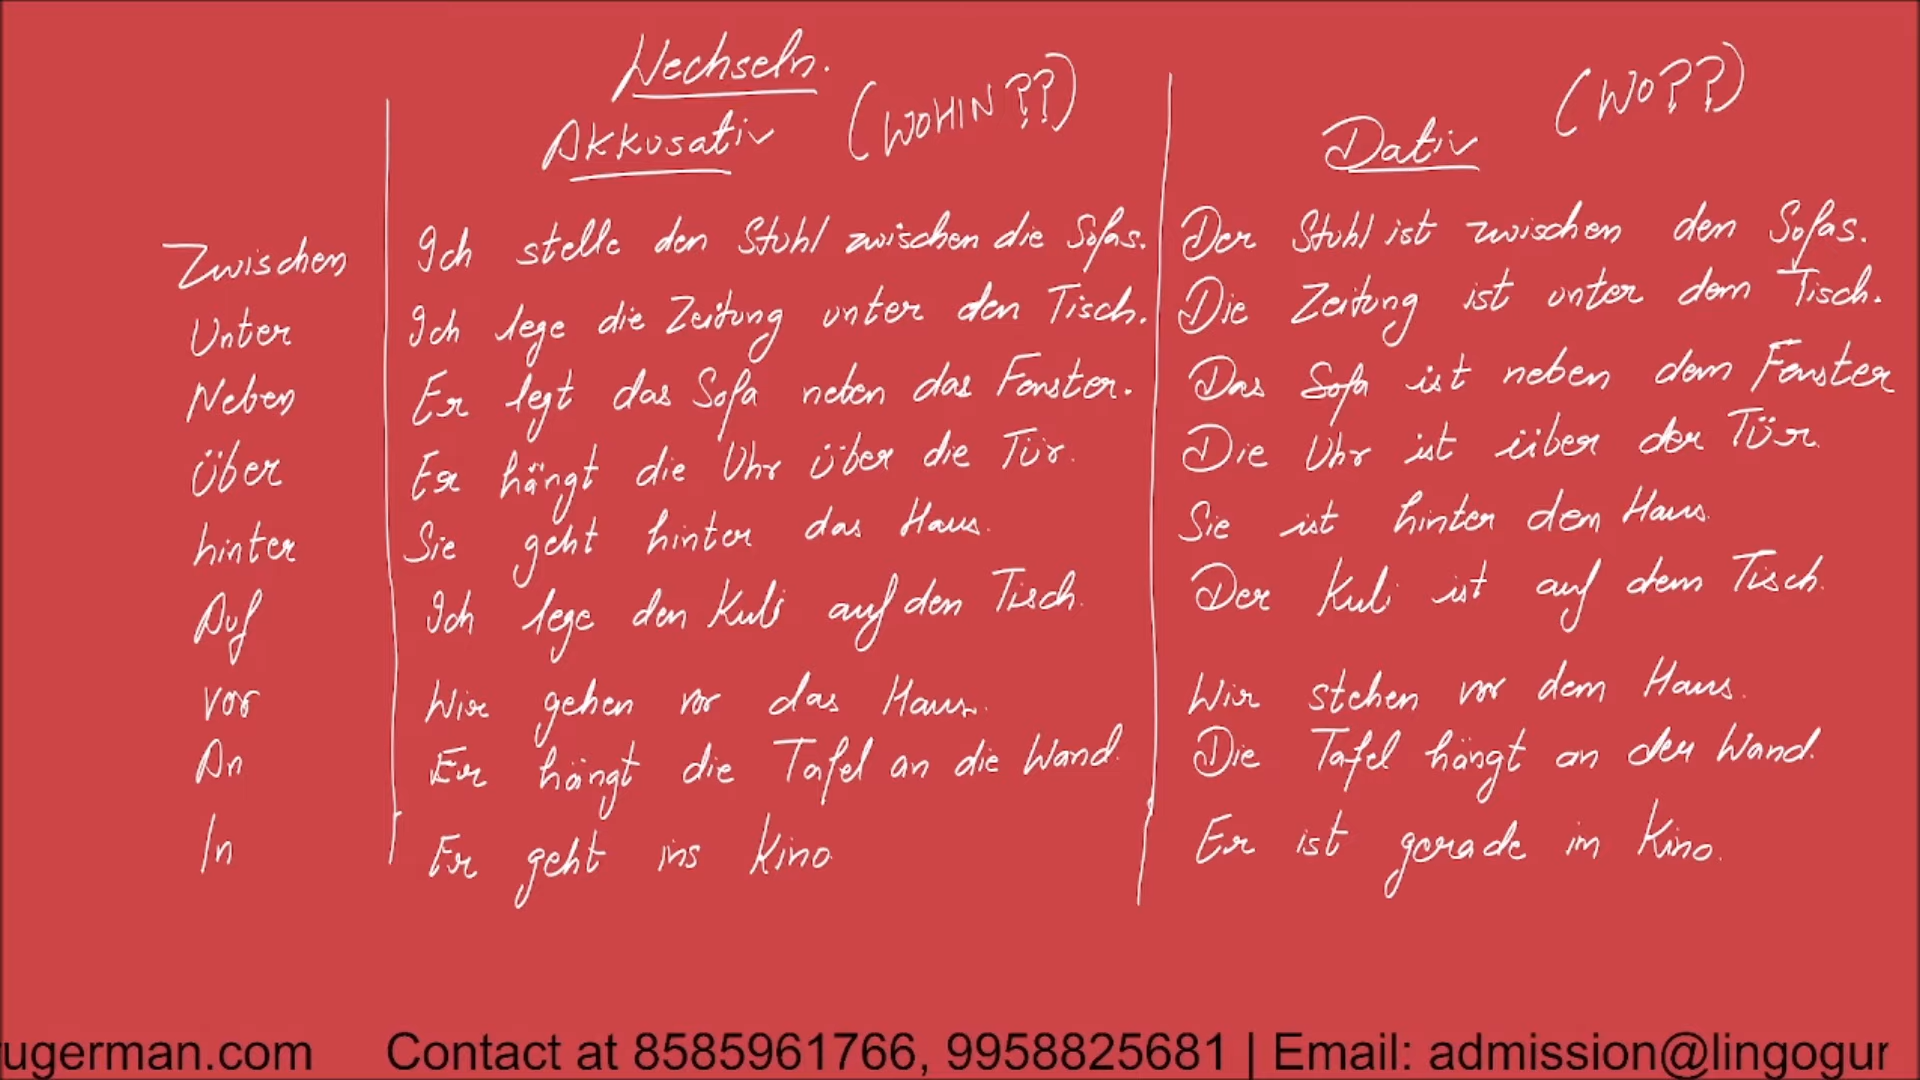 Wechseln.
Akkusativ (WOHIN??) Dativ (WO??)
Zwischen Ich stelle den Stuhl zwischen die Sofas. Der Stuhl ist zwischen den Sofas.
Unter Ich lege die Zeitung unter den Tisch. Die Zeitung ist unter dem Tisch.
Neben Er legt das Sofa neben das Fenster. Das Sofa ist neben dem Fenster
Über Er hängt die Uhr über die Tür. Die Uhr ist über der Tür.
hinter Sie geht hinter das Haus. Sie ist hinter dem Haus.
Auf Ich lege den Kuli auf den Tisch. Der Kuli ist auf dem Tisch.
vor Wir gehen vor das Haus. Wir stehen vor dem Haus.
An Er hängt die Tafel an die Wand. Die Tafel hängt an der Wand.
In Er geht ins Kino. Er ist gerade im Kino.
rugerman.com Contact at 8585961766, 9958825681 | Email: admission@lingogur